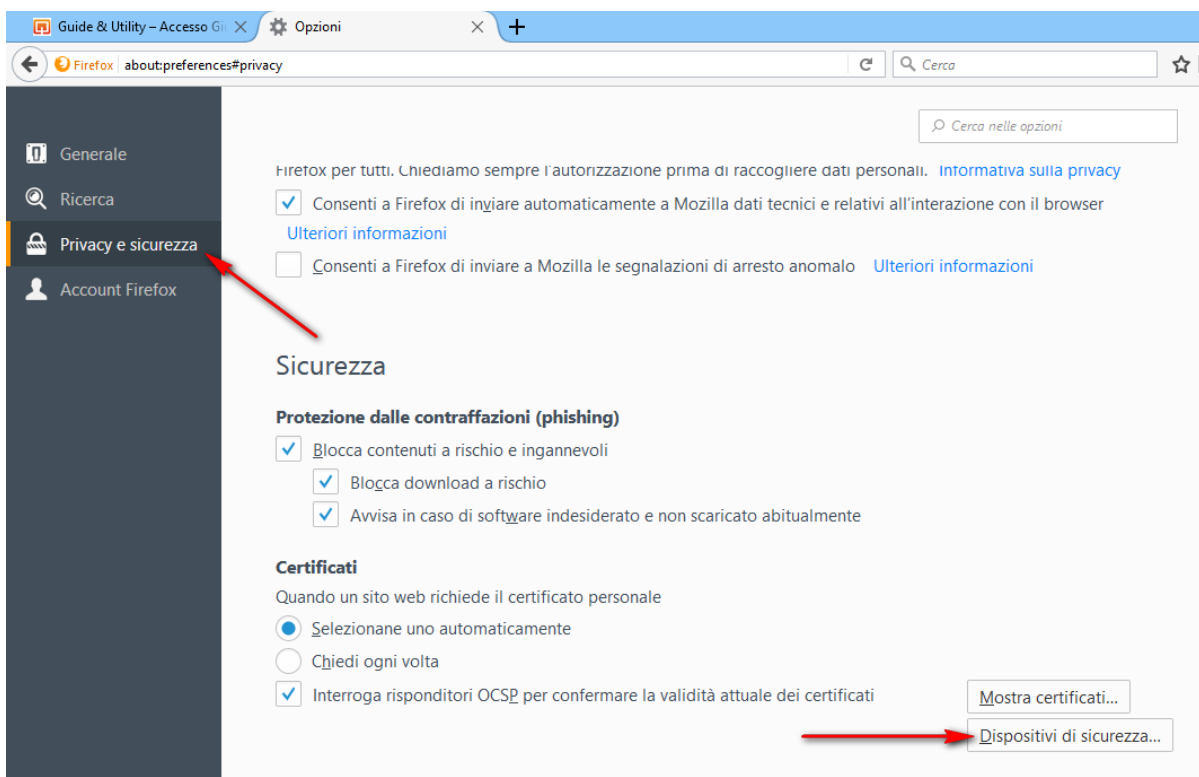 Guide & Utility – Accesso Gi
Opzioni
Firefox about:preferences#privacy
Cerca
Cerca nelle opzioni
Generale
Ricerca
Privacy e sicurezza
Account Firefox
Firefox per tutti. Chiediamo sempre l'autorizzazione prima di raccogliere dati personali. Informativa sulla privacy
Consenti a Firefox di inviare automaticamente a Mozilla dati tecnici e relativi all'interazione con il browser
Ulteriori informazioni
Consenti a Firefox di inviare a Mozilla le segnalazioni di arresto anomalo Ulteriori informazioni
Sicurezza
Protezione dalle contraffazioni (phishing)
Blocca contenuti a rischio e ingannevoli
Blocca download a rischio
Avvisa in caso di software indesiderato e non scaricato abitualmente
Certificati
Quando un sito web richiede il certificato personale
Selezionane uno automaticamente
Chiedi ogni volta
Interroga risponditori OCSP per confermare la validità attuale dei certificati
Mostra certificati...
Dispositivi di sicurezza...